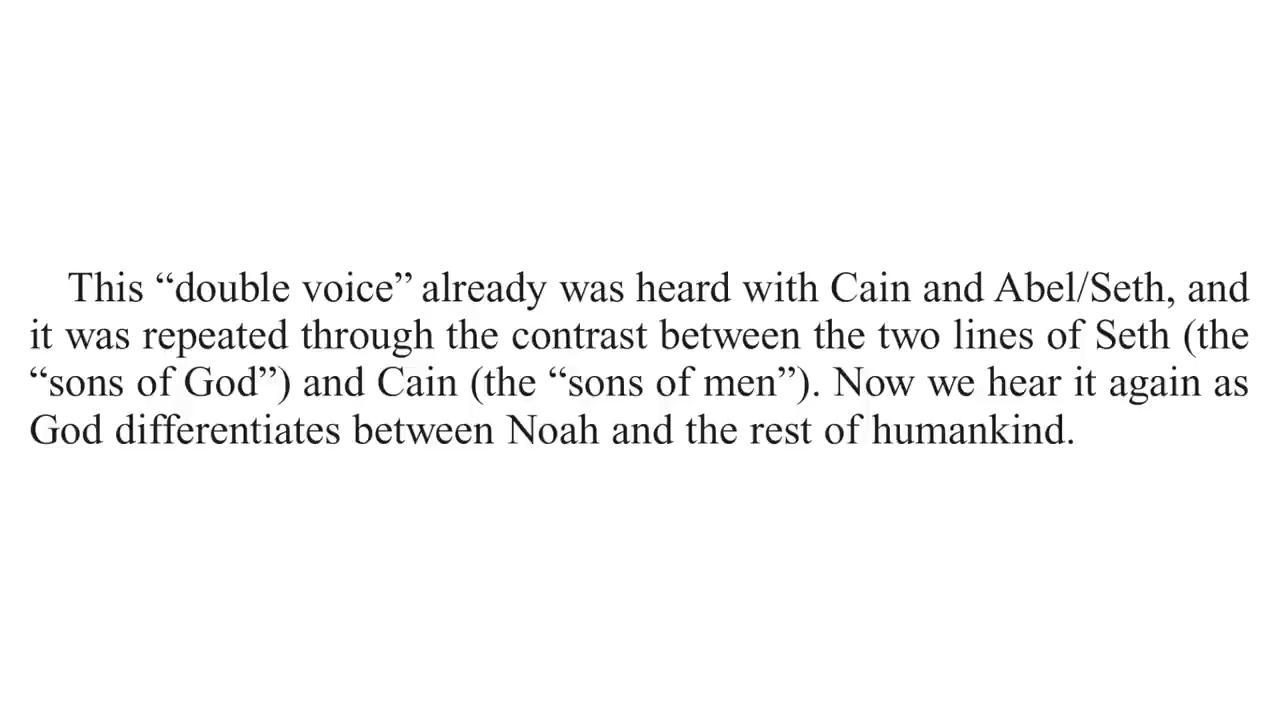 This “double voice” already was heard with Cain and Abel/Seth, and
it was repeated through the contrast between the two lines of Seth (the
“sons of God”) and Cain (the “sons of men”). Now we hear it again as
God differentiates between Noah and the rest of humankind.